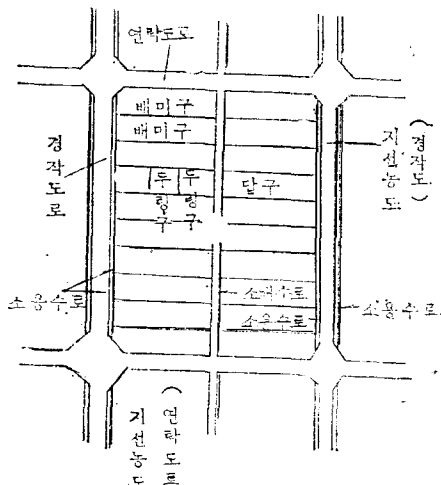 연락도로
배미구
배미구
경작도로
(경작도)
지선농도
두렁구
두렁구
답구
소용수로
소배수로
소용수로
소용수로
(연락도로
지선농도